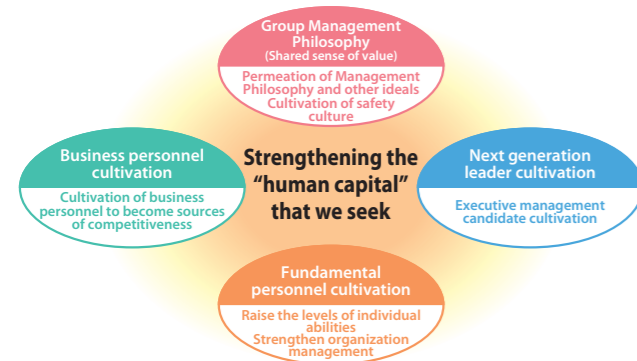 Group Management
Philosophy
(Shared sense of value)
Permeation of Management
Philosophy and other ideals
Cultivation of safety
culture
Business personnel
cultivation
Cultivation of business
personnel to become sources
of competitiveness
Strengthening the
“human capital”
that we seek
Next generation
leader cultivation
Executive management
candidate cultivation
Fundamental
personnel cultivation
Raise the levels of individual
abilities
Strengthen organization
management